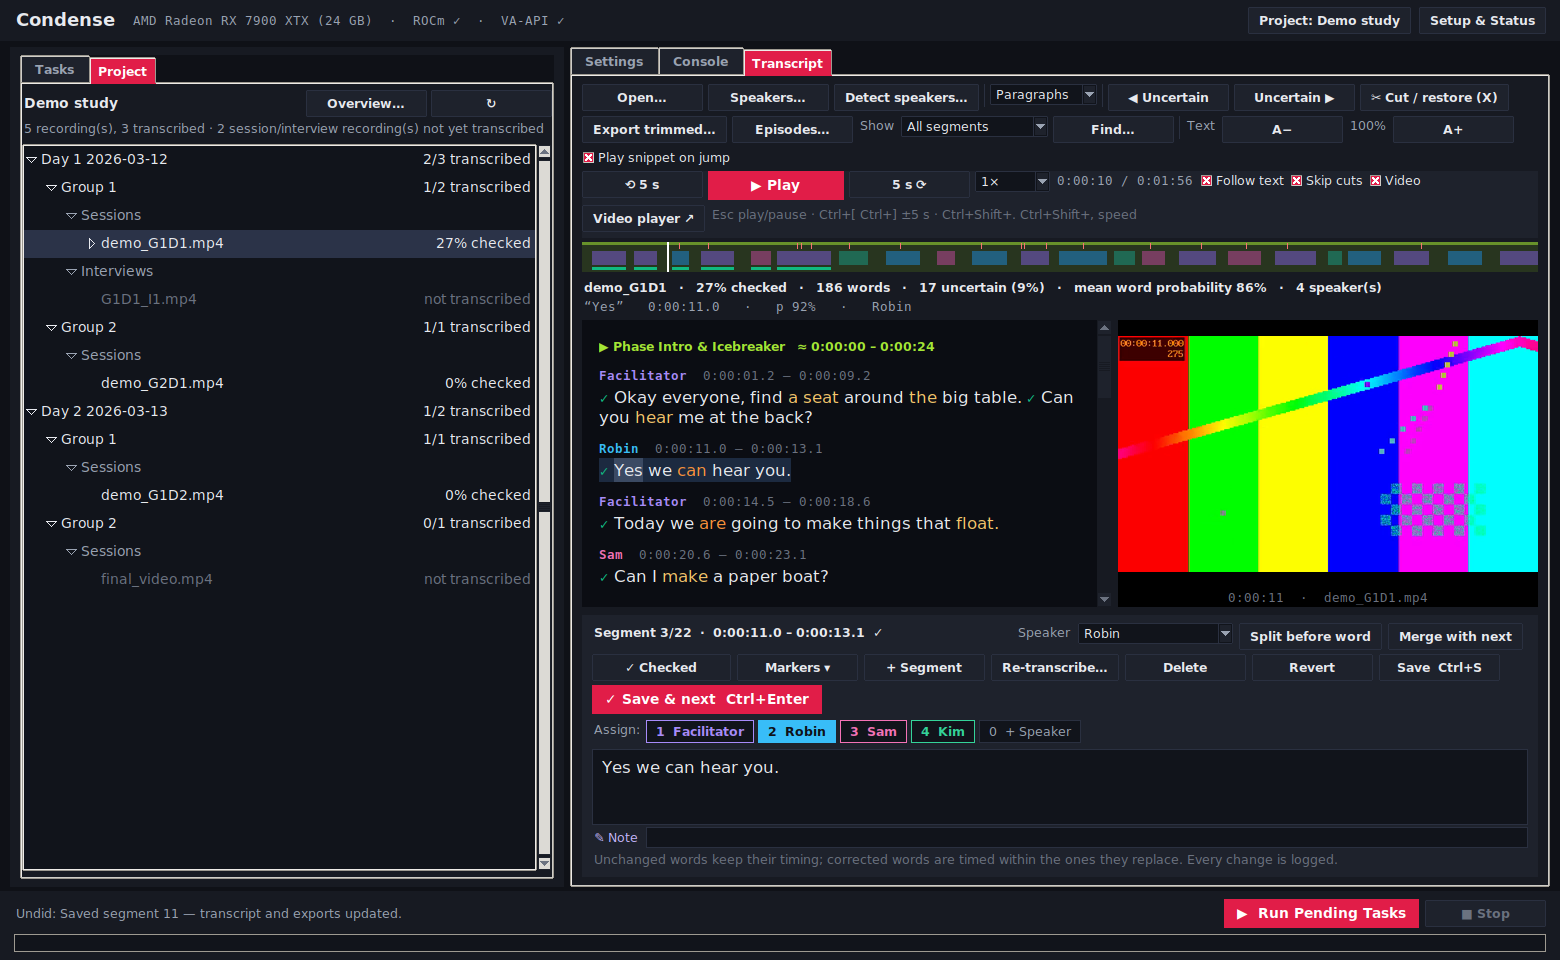 Condense AMD Radeon RX 7900 XTX (24 GB) · ROCm ✓ · VA-API ✓ Project: Demo study Setup & Status
Tasks Project
Demo study Overview... ↻
5 recording(s), 3 transcribed · 2 session/interview recording(s) not yet transcribed
Day 1 2026-03-12 2/3 transcribed
Group 1 1/2 transcribed
Sessions
demo_G1D1.mp4 27% checked
Interviews
G1D1_I1.mp4 not transcribed
Group 2 1/1 transcribed
Sessions
demo_G2D1.mp4 0% checked
Day 2 2026-03-13 1/2 transcribed
Group 1 1/1 transcribed
Sessions
demo_G1D2.mp4 0% checked
Group 2 0/1 transcribed
Sessions
final_video.mp4 not transcribed
Settings Console Transcript
Open... Speakers... Detect speakers... Paragraphs ◀ Uncertain Uncertain ▶ ✂ Cut / restore (X)
Export trimmed... Episodes... Show All segments Find... Text A− 100% A+
Play snippet on jump
⟲ 5 s ▶ Play 5 s ⟳ 1× 0:00:10 / 0:01:56 Follow text Skip cuts Video
Video player ↗ Esc play/pause · Ctrl+[ Ctrl+] ±5 s · Ctrl+Shift+. Ctrl+Shift+, speed
demo_G1D1 · 27% checked · 186 words · 17 uncertain (9%) · mean word probability 86% · 4 speaker(s)
“Yes” 0:00:11.0 · p 92% · Robin
▶ Phase Intro & Icebreaker ≈ 0:00:00 – 0:00:24
Facilitator 0:00:01.2 – 0:00:09.2
✓ Okay everyone, find a seat around the big table. ✓ Can
you hear me at the back?
Robin 0:00:11.0 – 0:00:13.1
✓ Yes we can hear you.
Facilitator 0:00:14.5 – 0:00:18.6
✓ Today we are going to make things that float.
Sam 0:00:20.6 – 0:00:23.1
✓ Can I make a paper boat?
00:00:11.000
275
0:00:11 · demo_G1D1.mp4
Segment 3/22 · 0:00:11.0 – 0:00:13.1 ✓ Speaker Robin Split before word Merge with next
✓ Checked Markers ▾ + Segment Re-transcribe... Delete Revert Save Ctrl+S
✓ Save & next Ctrl+Enter
Assign: 1 Facilitator 2 Robin 3 Sam 4 Kim 0 + Speaker
Yes we can hear you.
✎ Note
Unchanged words keep their timing; corrected words are timed within the ones they replace. Every change is logged.
Undid: Saved segment 11 — transcript and exports updated. ▶ Run Pending Tasks ■ Stop